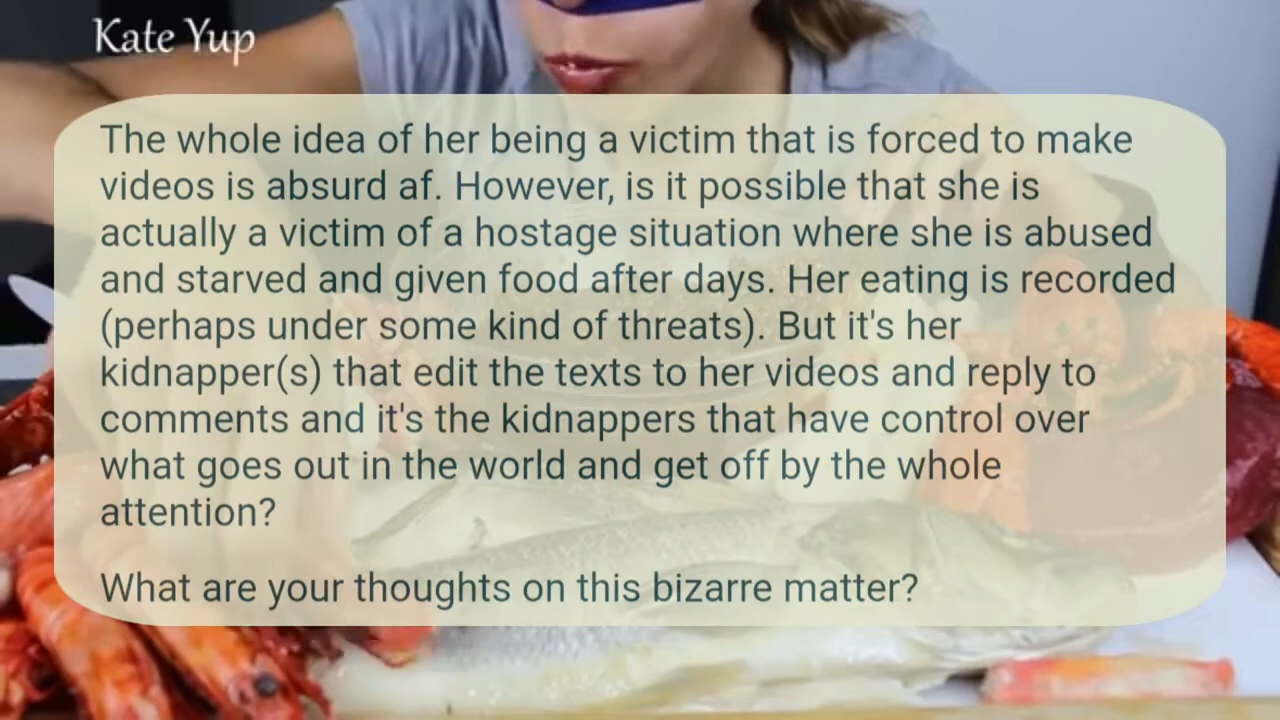 Kate Yup
The whole idea of her being a victim that is forced to make
videos is absurd af. However, is it possible that she is
actually a victim of a hostage situation where she is abused
and starved and given food after days. Her eating is recorded
(perhaps under some kind of threats). But it's her
kidnapper(s) that edit the texts to her videos and reply to
comments and it's the kidnappers that have control over
what goes out in the world and get off by the whole
attention?
What are your thoughts on this bizarre matter?